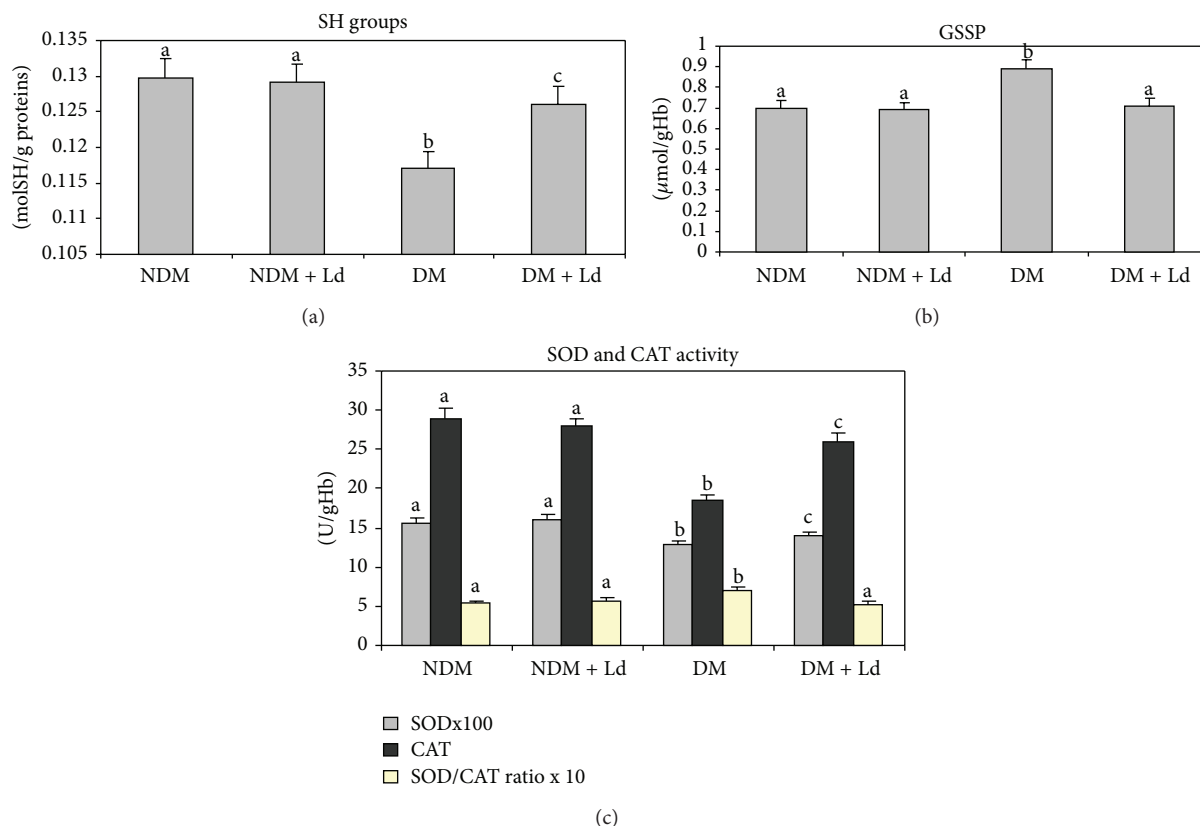 SH groups
(molSH/g proteins)
0.135
0.13
0.125
0.12
0.115
0.11
0.105
a
a
b
c
NDM
NDM + Ld
DM
DM + Ld
(a)
GSSP
(µmol/gHb)
1
0.9
0.8
0.7
0.6
0.5
0.4
0.3
0.2
0.1
0
a
a
b
a
NDM
NDM + Ld
DM
DM + Ld
(b)
SOD and CAT activity
(U/gHb)
35
30
25
20
15
10
5
0
a
a
a
a
a
a
b
b
b
c
c
a
NDM
NDM + Ld
DM
DM + Ld
SODx100
CAT
SOD/CAT ratio x 10
(c)